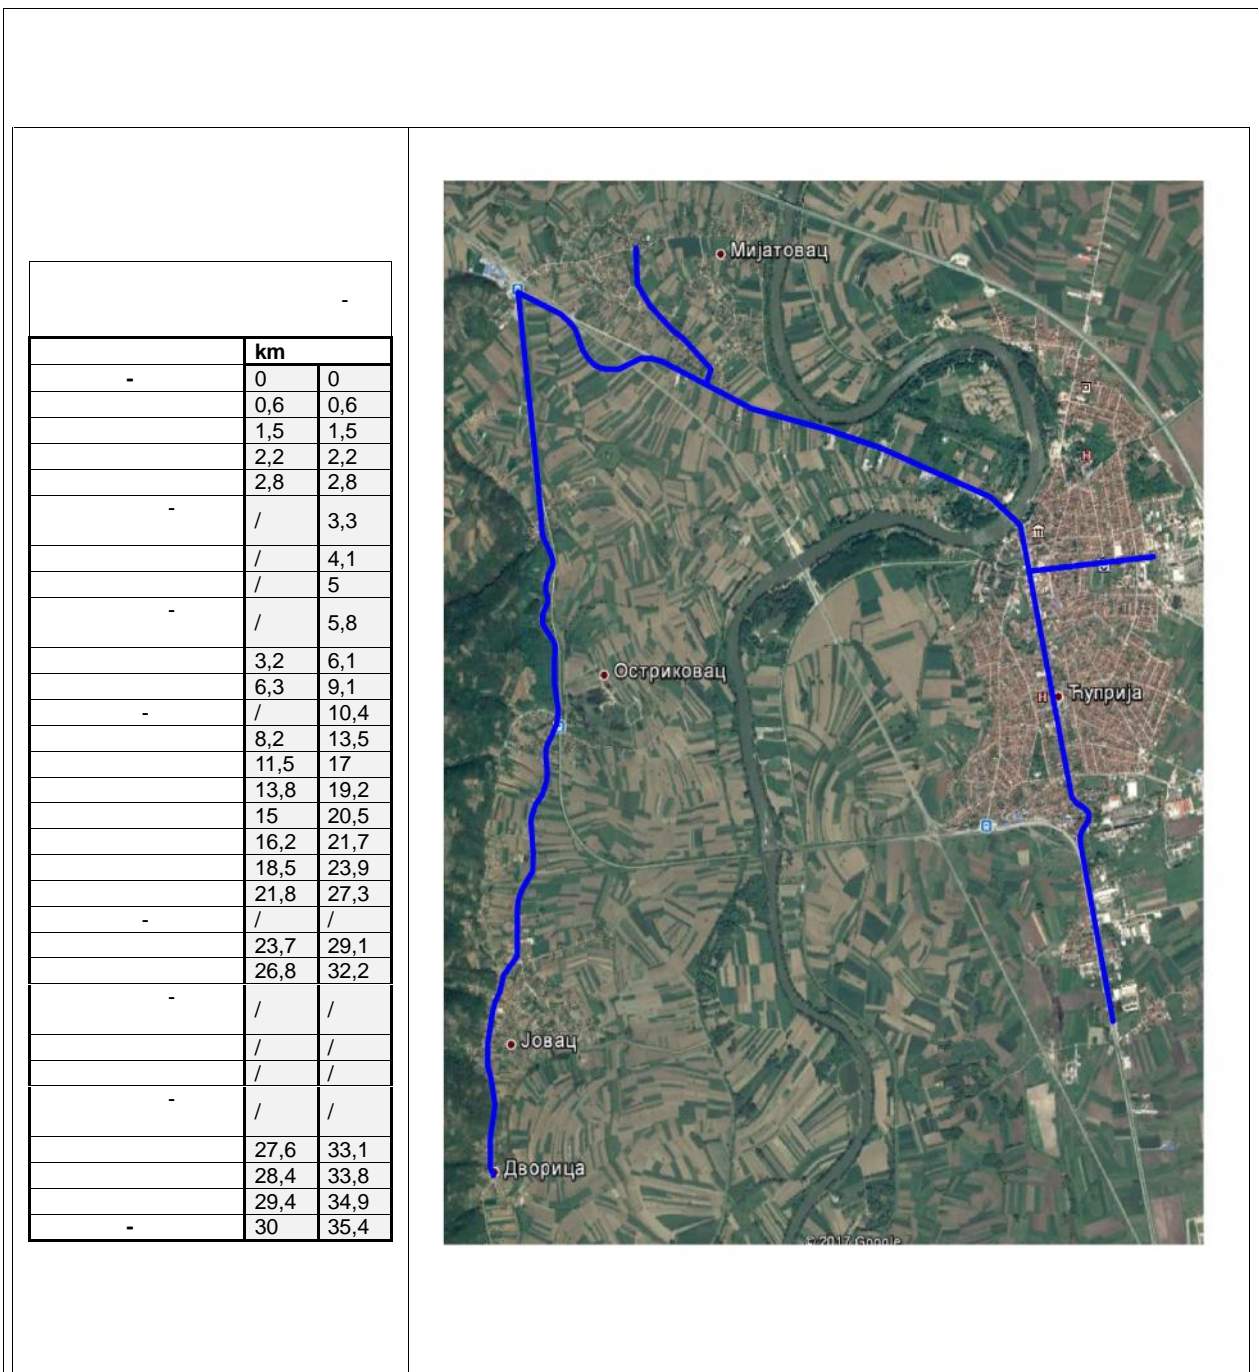 -
km
- 0 0
0,6 0,6
1,5 1,5
2,2 2,2
2,8 2,8
- / 3,3
/ 4,1
/ 5
- / 5,8
3,2 6,1
6,3 9,1
- / 10,4
8,2 13,5
11,5 17
13,8 19,2
15 20,5
16,2 21,7
18,5 23,9
21,8 27,3
- / /
23,7 29,1
26,8 32,2
- / /
/ /
/ /
- / /
27,6 33,1
28,4 33,8
29,4 34,9
- 30 35,4
Мијатовац
H
Остриковац
H Ћуприја
Јовац
Дворица
© 2017 Google